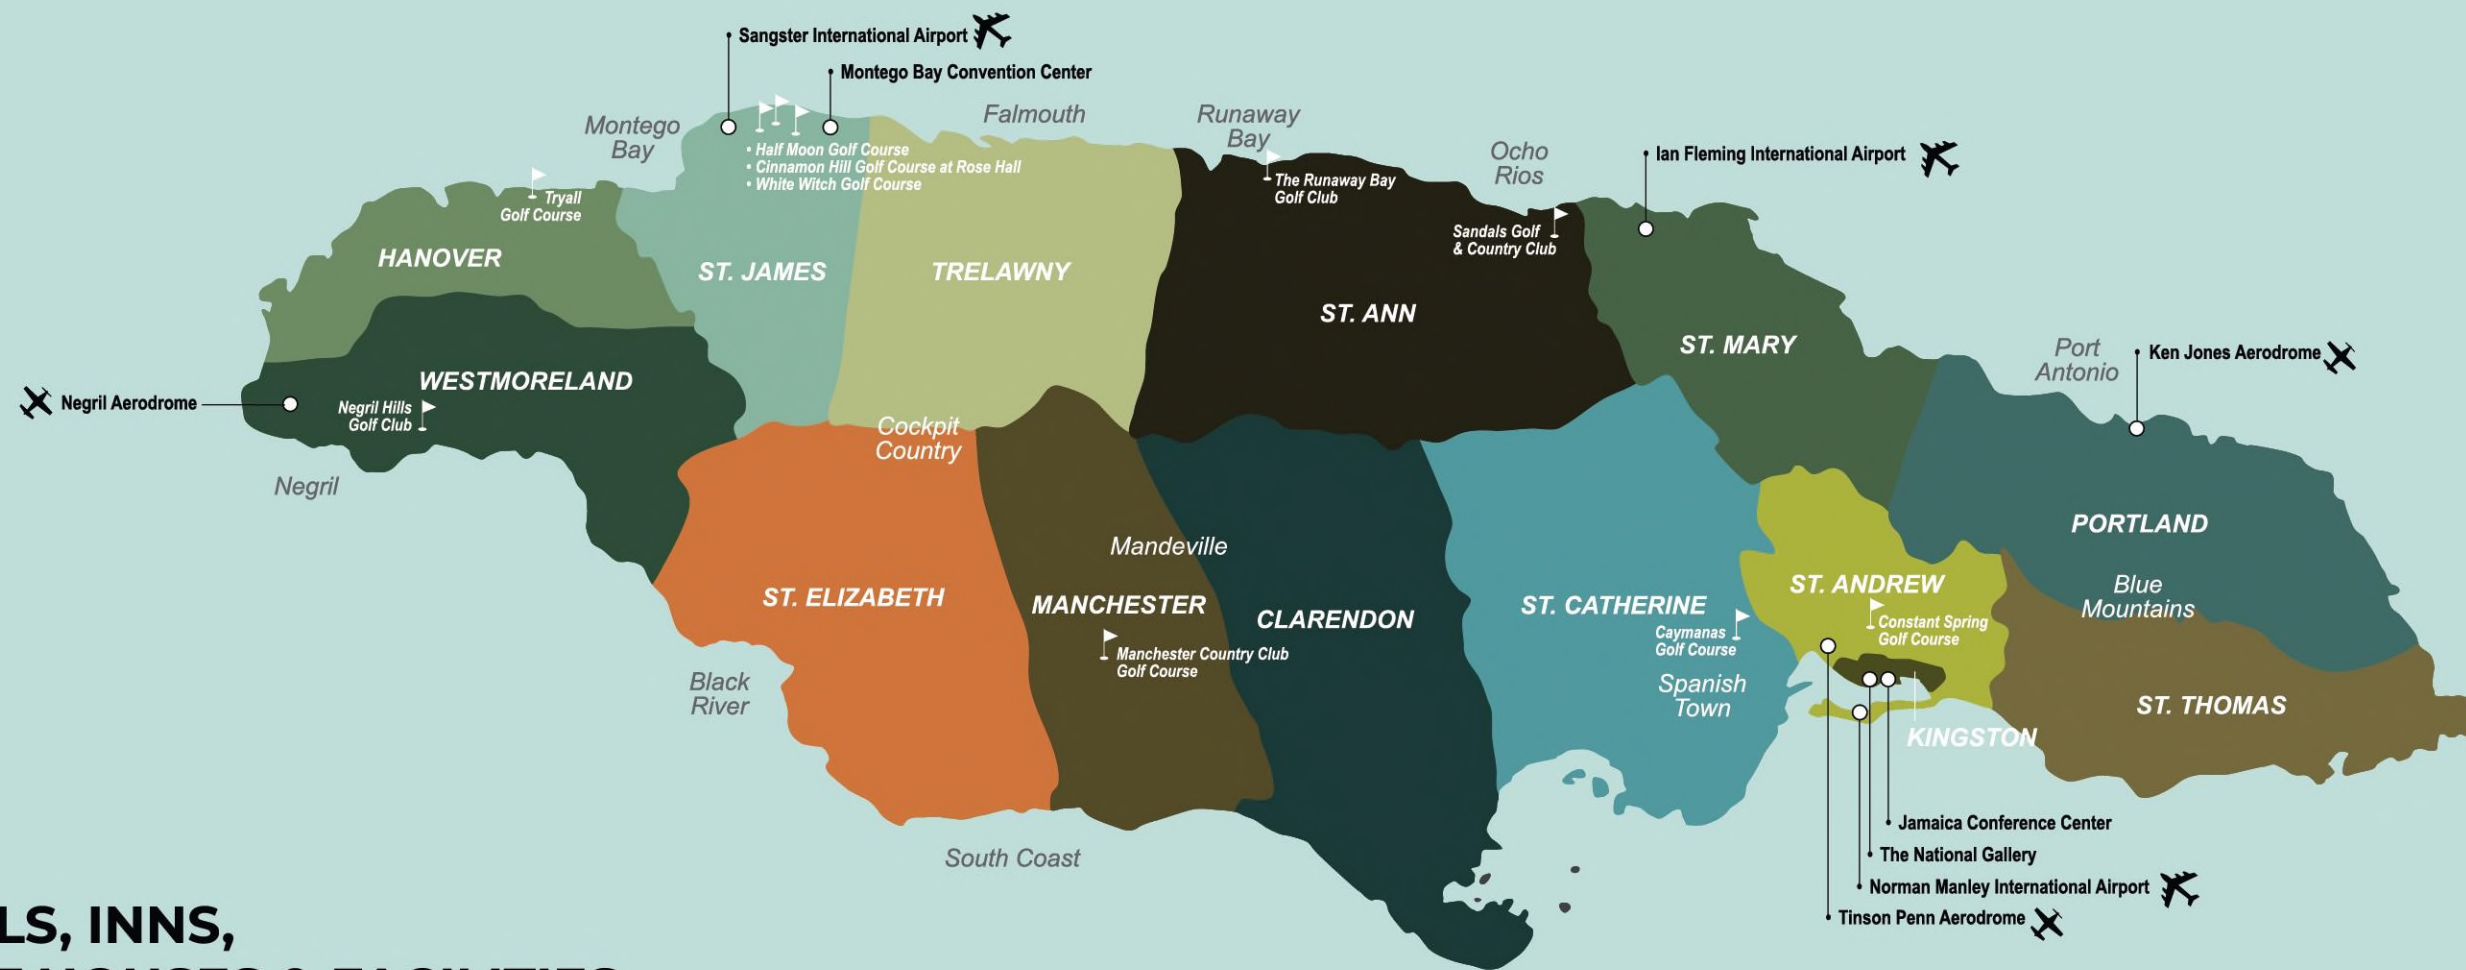 Sangster International Airport
Montego Bay Convention Center
Montego
Bay
Falmouth
Runaway
Bay
Ocho
Rios
Ian Fleming International Airport
• Half Moon Golf Course
• Cinnamon Hill Golf Course at Rose Hall
• White Witch Golf Course
Tryall
Golf Course
The Runaway Bay
Golf Club
Sandals Golf
& Country Club
HANOVER
ST. JAMES
TRELAWNY
ST. ANN
ST. MARY
Port
Antonio
Ken Jones Aerodrome
Negril Aerodrome
WESTMORELAND
Negril Hills
Golf Club
Negril
Cockpit
Country
Mandeville
PORTLAND
Blue
Mountains
ST. ELIZABETH
MANCHESTER
CLARENDON
ST. CATHERINE
ST. ANDREW
Constant Spring
Golf Course
Caymanas
Golf Course
Manchester Country Club
Golf Course
Black
River
Spanish
Town
ST. THOMAS
KINGSTON
South Coast
Jamaica Conference Center
The National Gallery
Norman Manley International Airport
Tinson Penn Aerodrome
LS, INNS,